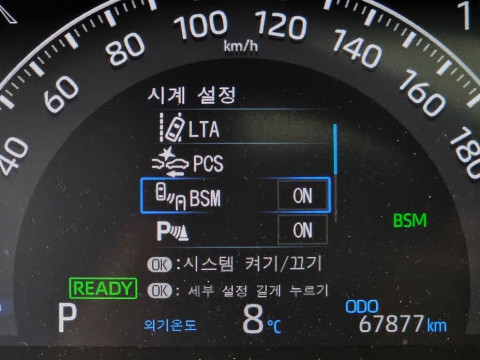 40
60
80
100
120
140
160
180
km/h
1
시계 설정
LTA
PCS
BSM ON
P ON
BSM
OK :시스템 켜기/끄기
READY
OK : 세부 설정 길게 누르기
P
외기온도 8°C
ODO
67877km